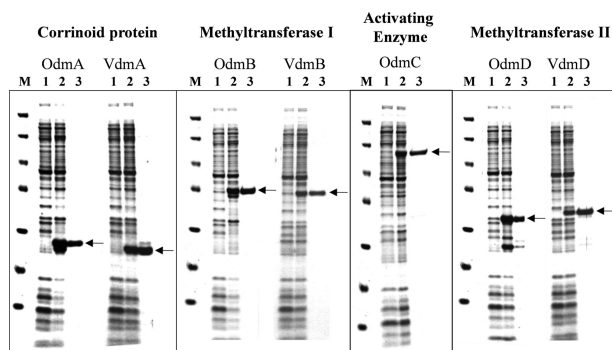 Corrinoid protein Methyltransferase I Activating Enzyme Methyltransferase II
OdmA VdmA OdmB VdmB OdmC OdmD VdmD
M 1 2 3 1 2 3 M 1 2 3 1 2 3 M 1 2 3 M 1 2 3 1 2 3